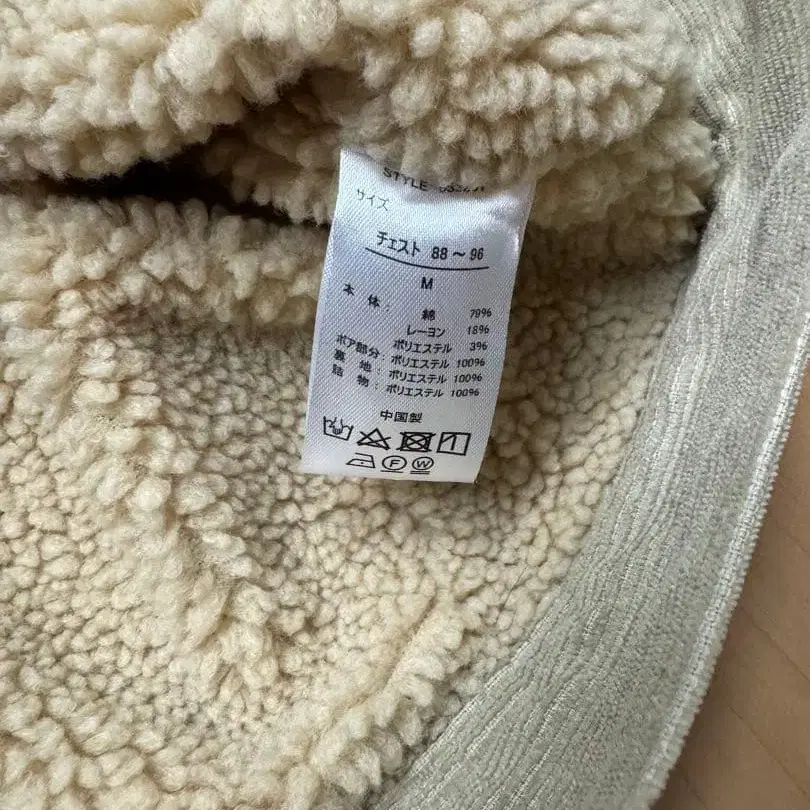 STYLE
サイズ
チェスト 88～96
M
本体: 綿 79%
レーヨン 18%
ポリエステル 3%
ボア部分: ポリエステル 100%
裏地: ポリエステル 100%
詰物: ポリエステル 100%
中国製
F W